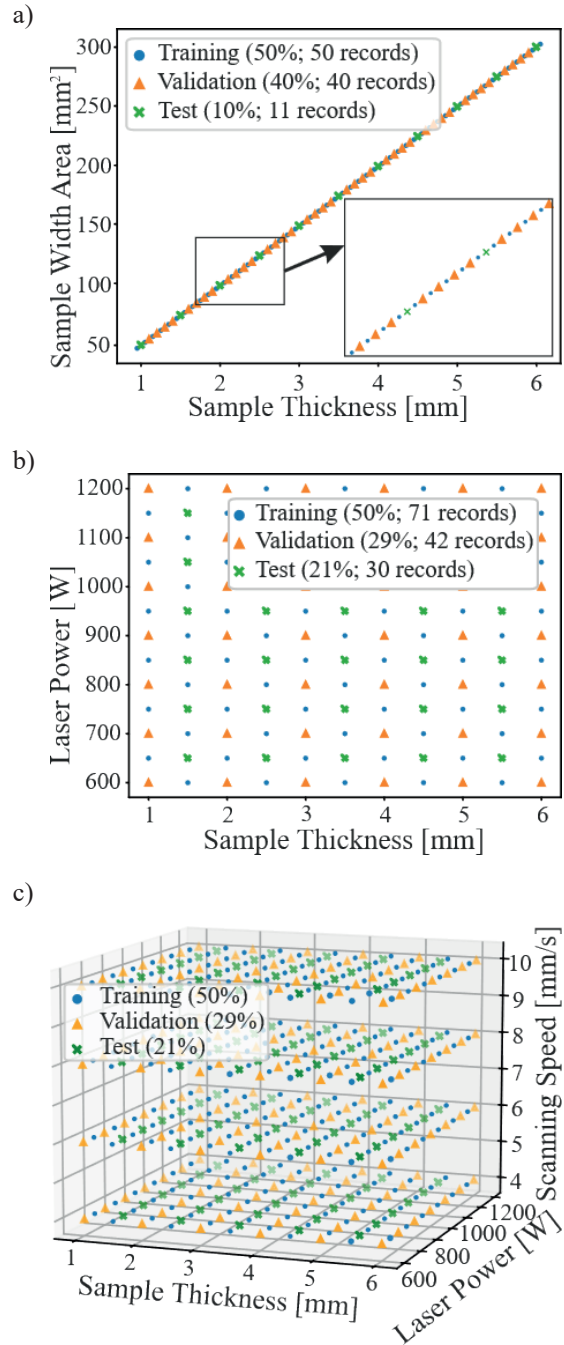 a)
300
250
200
150
100
50
Sample Width Area [mm²]
Training (50%; 50 records)
Validation (40%; 40 records)
Test (10%; 11 records)
1 2 3 4 5 6
Sample Thickness [mm]
b)
1200
1100
1000
900
800
700
600
Laser Power [W]
Training (50%; 71 records)
Validation (29%; 42 records)
Test (21%; 30 records)
1 2 3 4 5 6
Sample Thickness [mm]
c)
Training (50%)
Validation (29%)
Test (21%)
10
9
8
7
6
5
4
Scanning Speed [mm/s]
1200
1000
800
600
Laser Power [W]
1 2 3 4 5 6
Sample Thickness [mm]